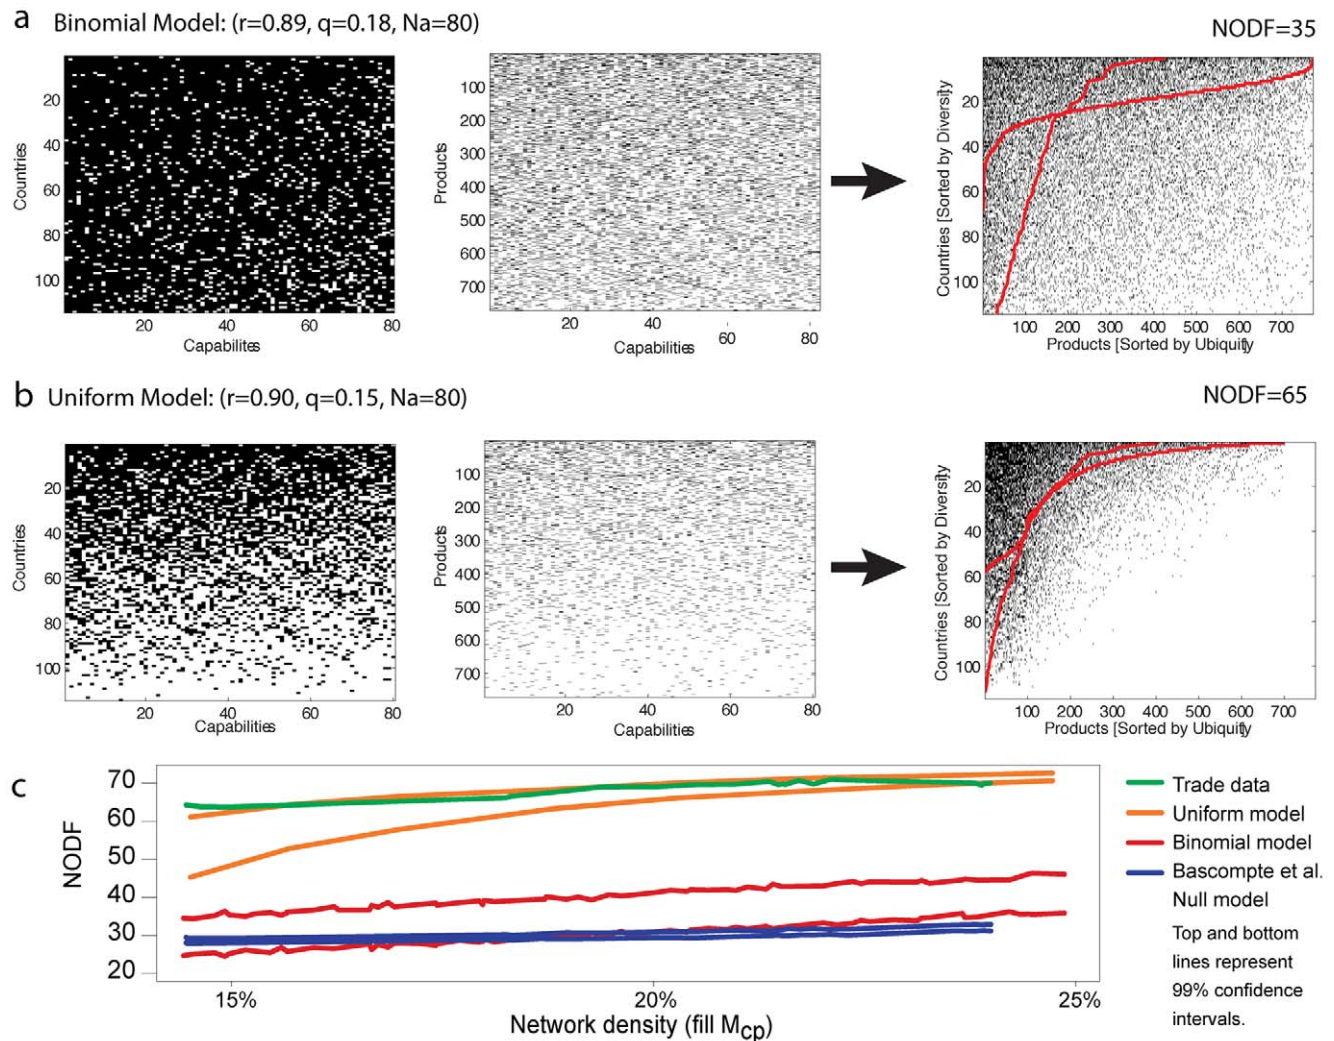 a Binomial Model: (r=0.89, q=0.18, Na=80)
NODF=35
Countries
20
40
60
80
100
20 40 60 80
Capabilites
Products
100
200
300
400
500
600
700
20 40 60 80
Capabilities
Countries [Sorted by Diversity
20
40
60
80
100
100 200 300 400 500 600 700
Products [Sorted by Ubiquity
b Uniform Model: (r=0.90, q=0.15, Na=80)
NODF=65
Countries
20
40
60
80
100
20 40 60 80
Capabilities
Products
100
200
300
400
500
600
700
20 40 60 80
Capabilities
Countries [Sorted by Diversity
20
40
60
80
100
100 200 300 400 500 600 700
Products [Sorted by Ubiquity
c
NODF
70
60
50
40
30
20
15% 20% 25%
Network density (fill Mcp)
Trade data
Uniform model
Binomial model
Bascompte et al.
Null model
Top and bottom
lines represent
99% confidence
intervals.